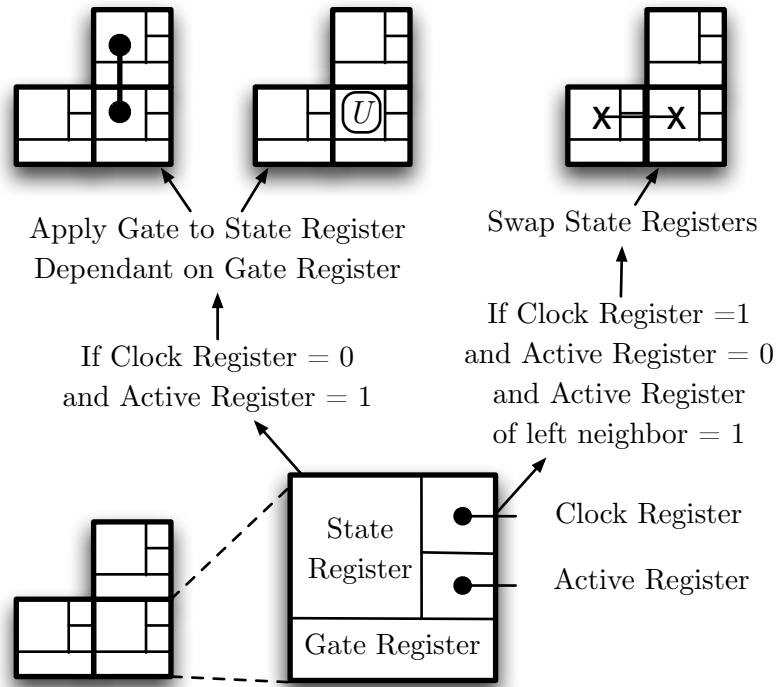 U
X X
Apply Gate to State Register
Dependant on Gate Register
Swap State Registers
If Clock Register = 0
and Active Register = 1
If Clock Register =1
and Active Register = 0
and Active Register
of left neighbor = 1
State
Register
Gate Register
Clock Register
Active Register